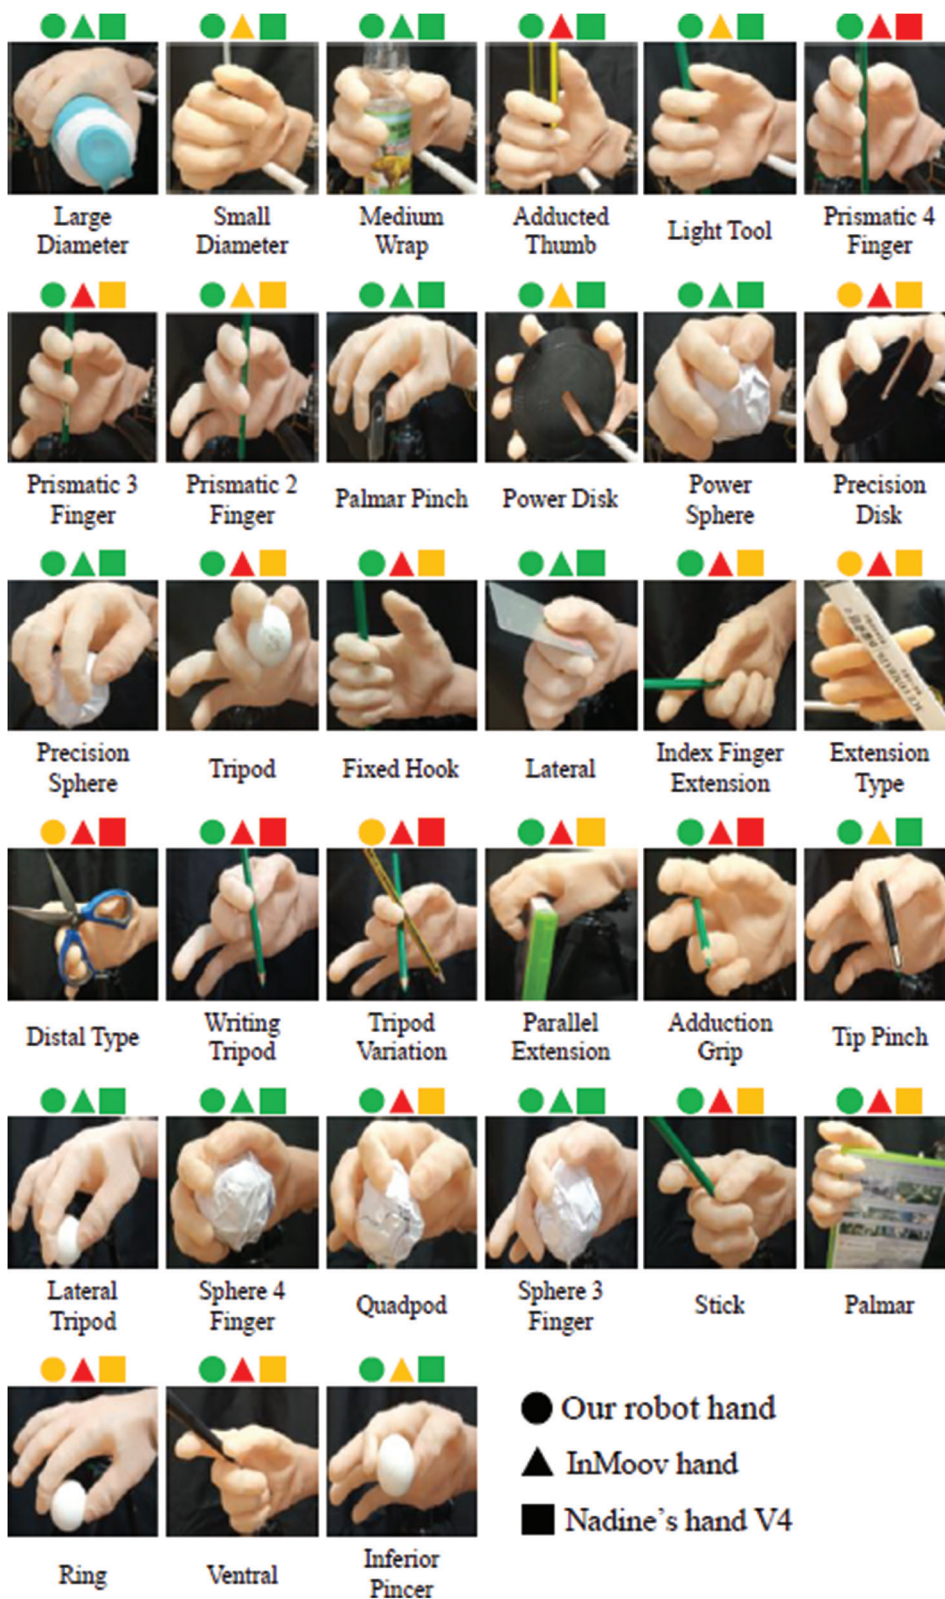 Large
Diameter
Small
Diameter
Medium
Wrap
Adducted
Thumb
Light Tool
Prismatic 4
Finger
Prismatic 3
Finger
Prismatic 2
Finger
Palmar Pinch
Power Disk
Power
Sphere
Precision
Disk
Precision
Sphere
Tripod
Fixed Hook
Lateral
Index Finger
Extension
Extension
Type
Distal Type
Writing
Tripod
Tripod
Variation
Parallel
Extension
Adduction
Grip
Tip Pinch
Lateral
Tripod
Sphere 4
Finger
Quadpod
Sphere 3
Finger
Stick
Palmar
Ring
Ventral
Inferior
Pincer
Our robot hand
InMoov hand
Nadine's hand V4